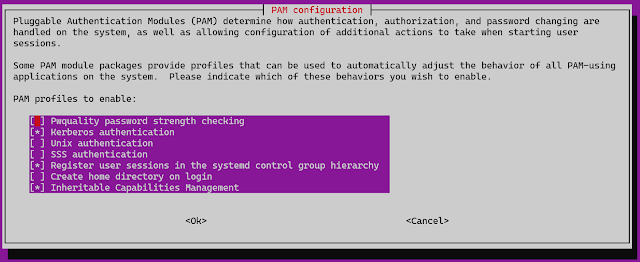 PAM configuration
Pluggable Authentication Modules (PAM) determine how authentication, authorization, and password changing are
handled on the system, as well as allowing configuration of additional actions to take when starting user
sessions.
Some PAM module packages provide profiles that can be used to automatically adjust the behavior of all PAM-using
applications on the system.  Please indicate which of these behaviors you wish to enable.
PAM profiles to enable:
[ ] Pwquality password strength checking
[*] Kerberos authentication
[ ] Unix authentication
[ ] SSS authentication
[*] Register user sessions in the systemd control group hierarchy
[ ] Create home directory on login
[*] Inheritable Capabilities Management
<Ok>
<Cancel>